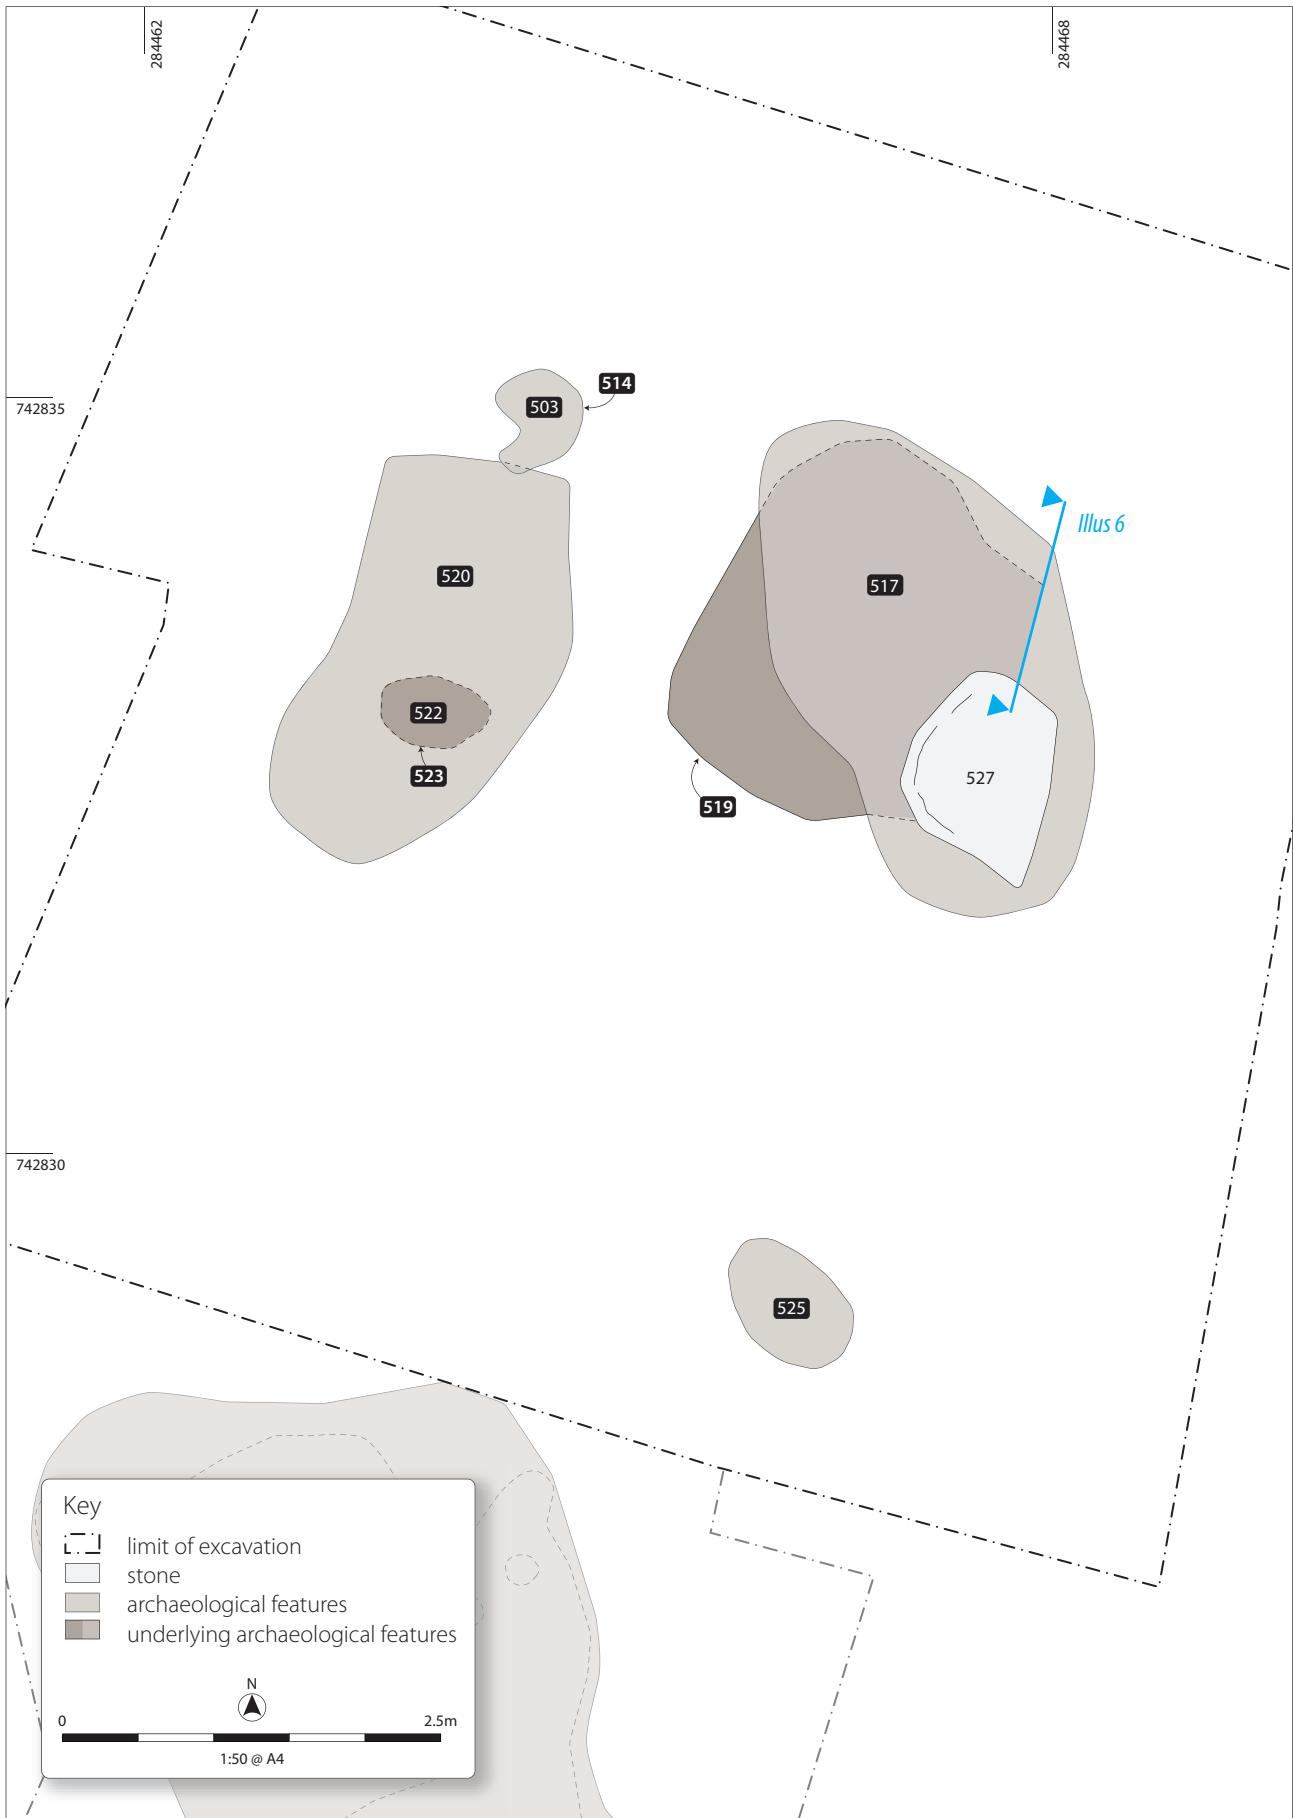 284462
284468
742835
503
514
Illus 6
520
517
522
523
527
519
742830
525
Key
limit of excavation
stone
archaeological features
underlying archaeological features
N
0
2.5m
1:50 @ A4